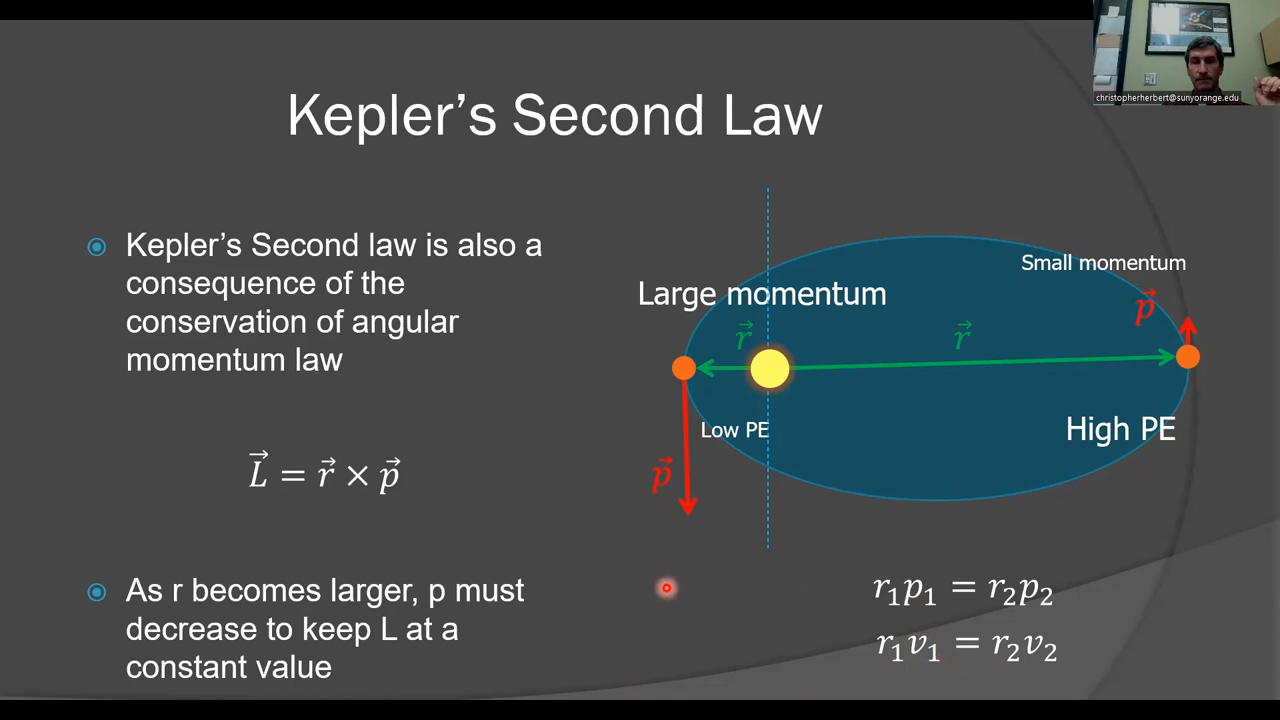 christopherherbert@sunyorange.edu
Kepler's Second Law
Kepler's Second law is also a
consequence of the
conservation of angular
momentum law
L⃗ = r⃗ × p⃗
As r becomes larger, p must
decrease to keep L at a
constant value
Small momentum
Large momentum
p⃗
r⃗
r⃗
Low PE
High PE
p⃗
r₁p₁ = r₂p₂
r₁v₁ = r₂v₂